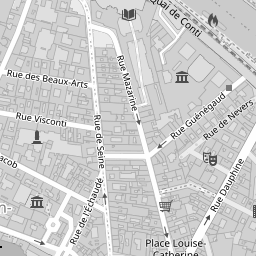 Quai de Conti
Rue des Beaux-Arts
Rue Mazarine
Rue Guénégaud
Rue de Nevers
Rue Visconti
Rue de Seine
Rue Dauphine
acob
Rue de l'Échaudé
Place Louise-
Catherine